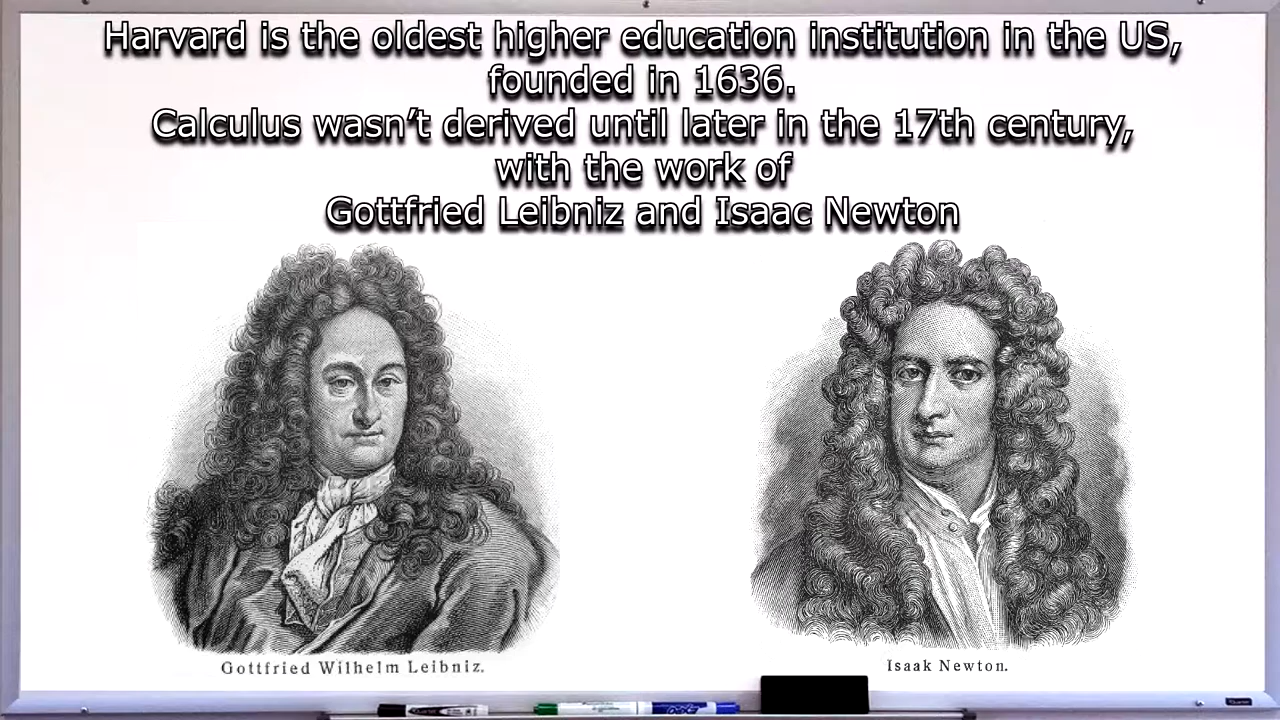 Harvard is the oldest higher education institution in the US,
founded in 1636.
Calculus wasn’t derived until later in the 17th century,
with the work of
Gottfried Leibniz and Isaac Newton
Gottfried Wilhelm Leibniz.
Isaak Newton.